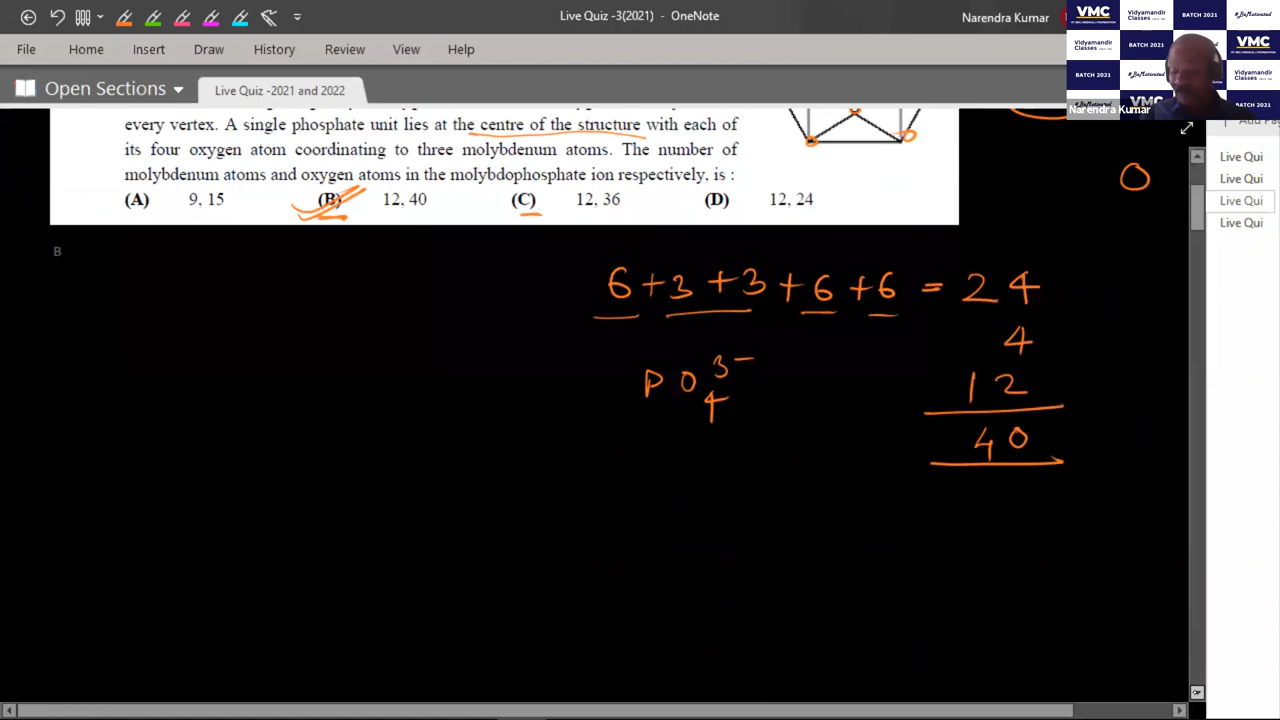 Live Quiz -3(2021) - OneNote
Narendra Kumar
File Home Insert Draw History Review View Help
Open Sections
Live Quiz -2021 and 2022
VMC
Vidyamandir Classes
BATCH 2021
#BeMotivated
Narendra Kumar
every vertex. A single phosphate unit lies at the centre of the structure with each of
its four oxygen atom coordinating to three molybdenum atoms. The number of
molybdenum atoms and oxygen atoms in ths molybdophosphate ion respectively, is :
(A) 9, 15 (B) 12, 40 (C) 12, 36 (D) 12, 24
O
B
6 + 3 + 3 + 6 + 6 = 24
4
PO4 3-
12
40
Live Qui
Live Qui
Live Qui
Live Qui